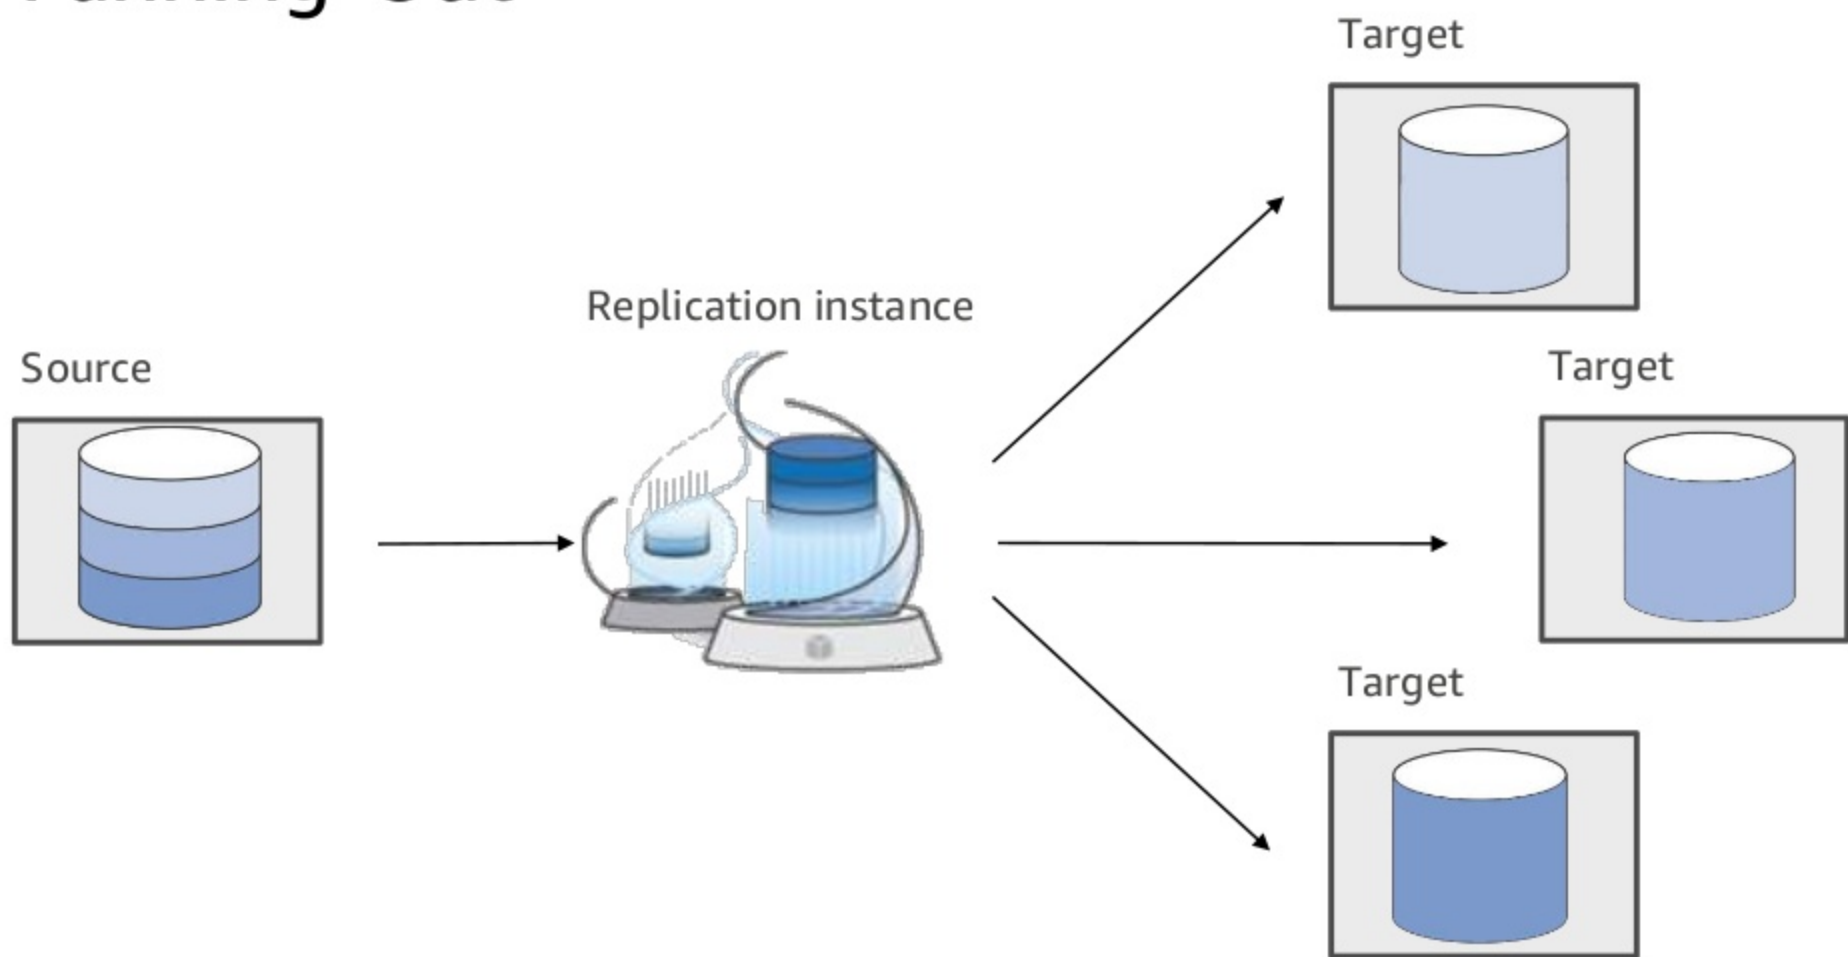 Target
Replication instance
Source
Target
Target